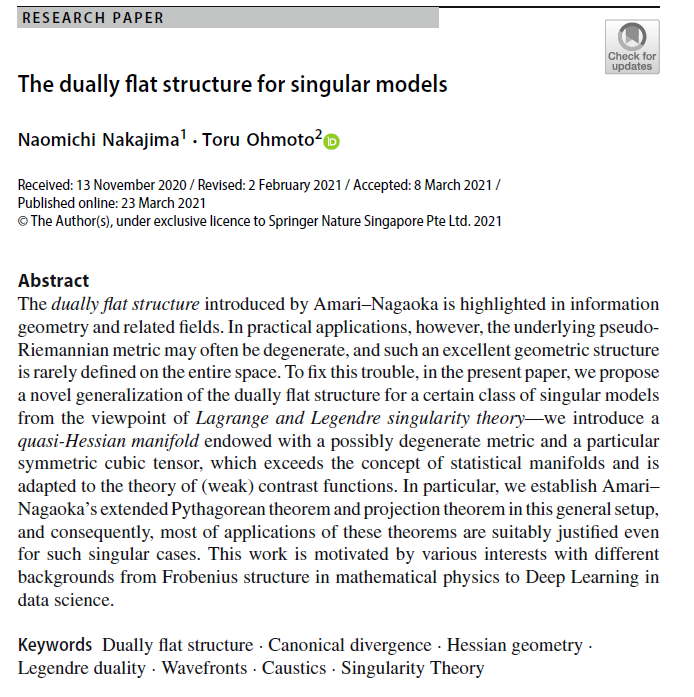 RESEARCH PAPER
Check for
updates
The dually flat structure for singular models
Naomichi Nakajima1 · Toru Ohmoto2 iD
Received: 13 November 2020 / Revised: 2 February 2021 / Accepted: 8 March 2021 /
Published online: 23 March 2021
© The Author(s), under exclusive licence to Springer Nature Singapore Pte Ltd. 2021
Abstract
The dually flat structure introduced by Amari–Nagaoka is highlighted in information
geometry and related fields. In practical applications, however, the underlying pseudo-
Riemannian metric may often be degenerate, and such an excellent geometric structure
is rarely defined on the entire space. To fix this trouble, in the present paper, we propose
a novel generalization of the dually flat structure for a certain class of singular models
from the viewpoint of Lagrange and Legendre singularity theory—we introduce a
quasi-Hessian manifold endowed with a possibly degenerate metric and a particular
symmetric cubic tensor, which exceeds the concept of statistical manifolds and is
adapted to the theory of (weak) contrast functions. In particular, we establish Amari–
Nagaoka's extended Pythagorean theorem and projection theorem in this general setup,
and consequently, most of applications of these theorems are suitably justified even
for such singular cases. This work is motivated by various interests with different
backgrounds from Frobenius structure in mathematical physics to Deep Learning in
data science.
Keywords Dually flat structure · Canonical divergence · Hessian geometry ·
Legendre duality · Wavefronts · Caustics · Singularity Theory